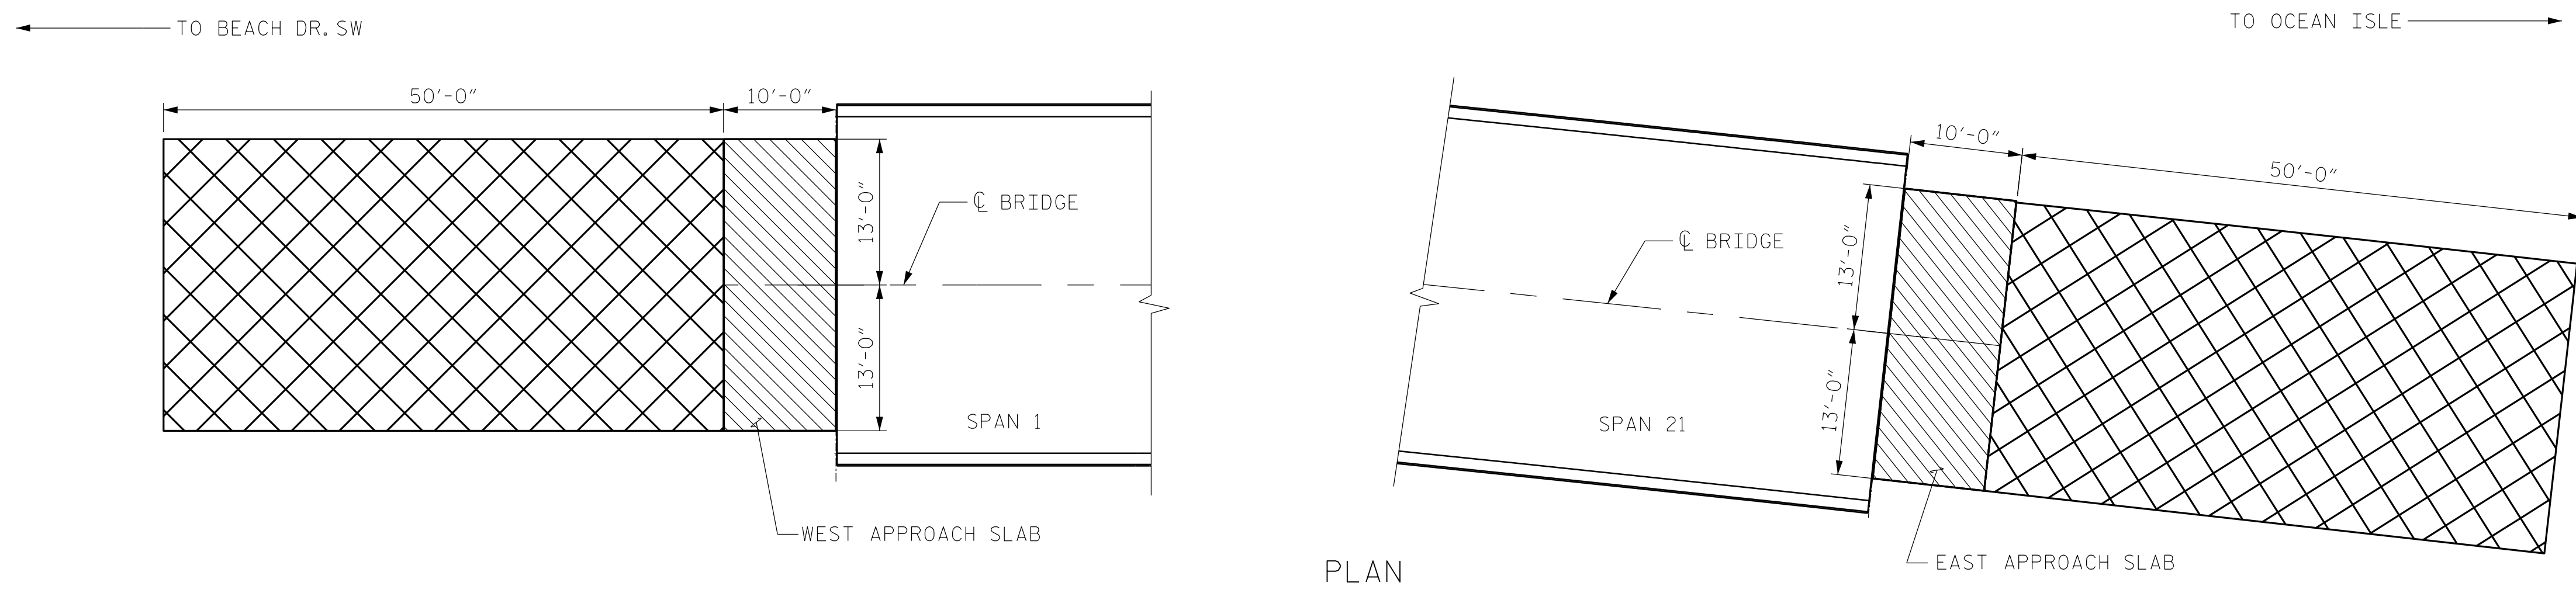 TO BEACH DR. SW
TO OCEAN ISLE
50'-0"
10'-0"
13'-0"
℄ BRIDGE
13'-0"
SPAN 1
WEST APPROACH SLAB
10'-0"
50'-0"
13'-0"
℄ BRIDGE
13'-0"
SPAN 21
EAST APPROACH SLAB
PLAN